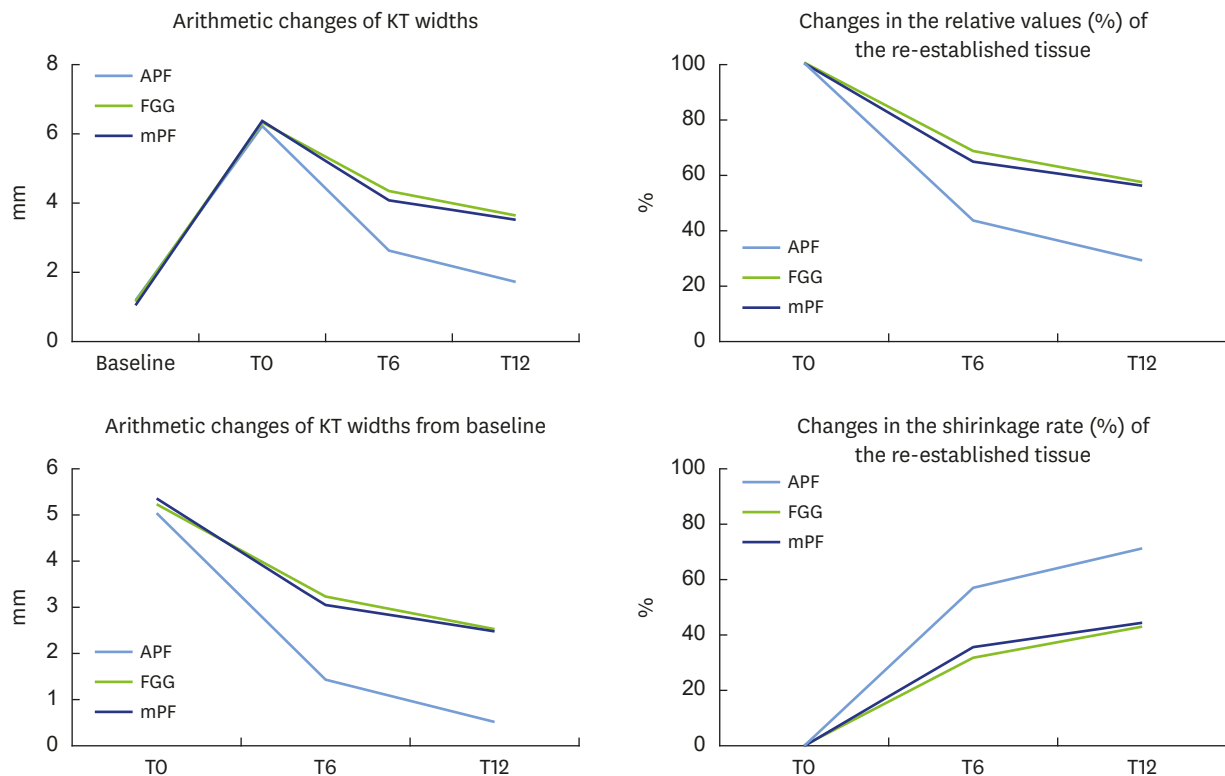 Arithmetic changes of KT widths
8
6
4
2
0
mm
APF
FGG
mPF
Baseline
T0
T6
T12
Changes in the relative values (%) of
the re-established tissue
100
80
60
40
20
0
%
APF
FGG
mPF
T0
T6
T12
Arithmetic changes of KT widths from baseline
6
5
4
3
2
1
0
mm
APF
FGG
mPF
T0
T6
T12
Changes in the shirinkage rate (%) of
the re-established tissue
100
80
60
40
20
0
%
APF
FGG
mPF
T0
T6
T12